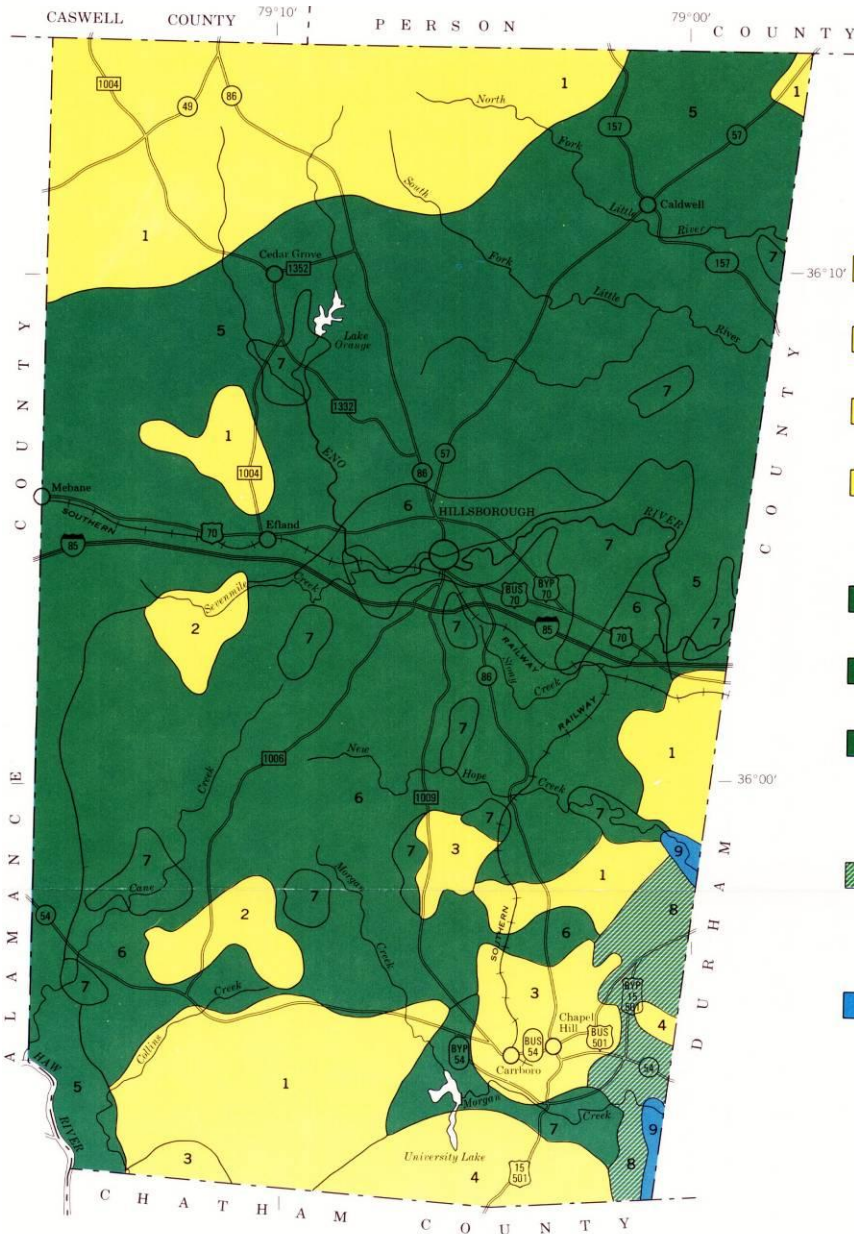 79°10' 79°00'
CASWELL COUNTY PERSON COUNTY
1004
49
86
1
1
North
Fork
157
5
57
South
Fork
Little
River
Caldwell
157
7
1
Cedar Grove
1352
36°10'
Little
River
5
Lake
Orange
7
1332
7
1
ENO
1004
86
57
COUNTY
COUNTY
Mebane
SOUTHERN
70
Efland
6
HILLSBOROUGH
RIVER
7
85
Sevenmile
Creek
BUS
70
BYP
70
5
6
2
7
7
85
70
7
RAILWAY
Stony
Creek
86
RAILWAY
7
1
1006
New
Hope
Creek
36°00'
Creek
6
1009
7
7
ALAMANCE
DURHAM
9
7
Cane
7
3
1
7
Morgan
Creek
8
54
2
SOUTHERN
6
6
7
Creek
Collins
3
BYP
15
501
Chapel
Hill
4
BUS
501
BYP
54
BUS
54
Carrboro
54
HAW
RIVER
5
1
Morgan
Creek
7
9
University Lake
3
4
15
501
8
CHATHAM COUNTY